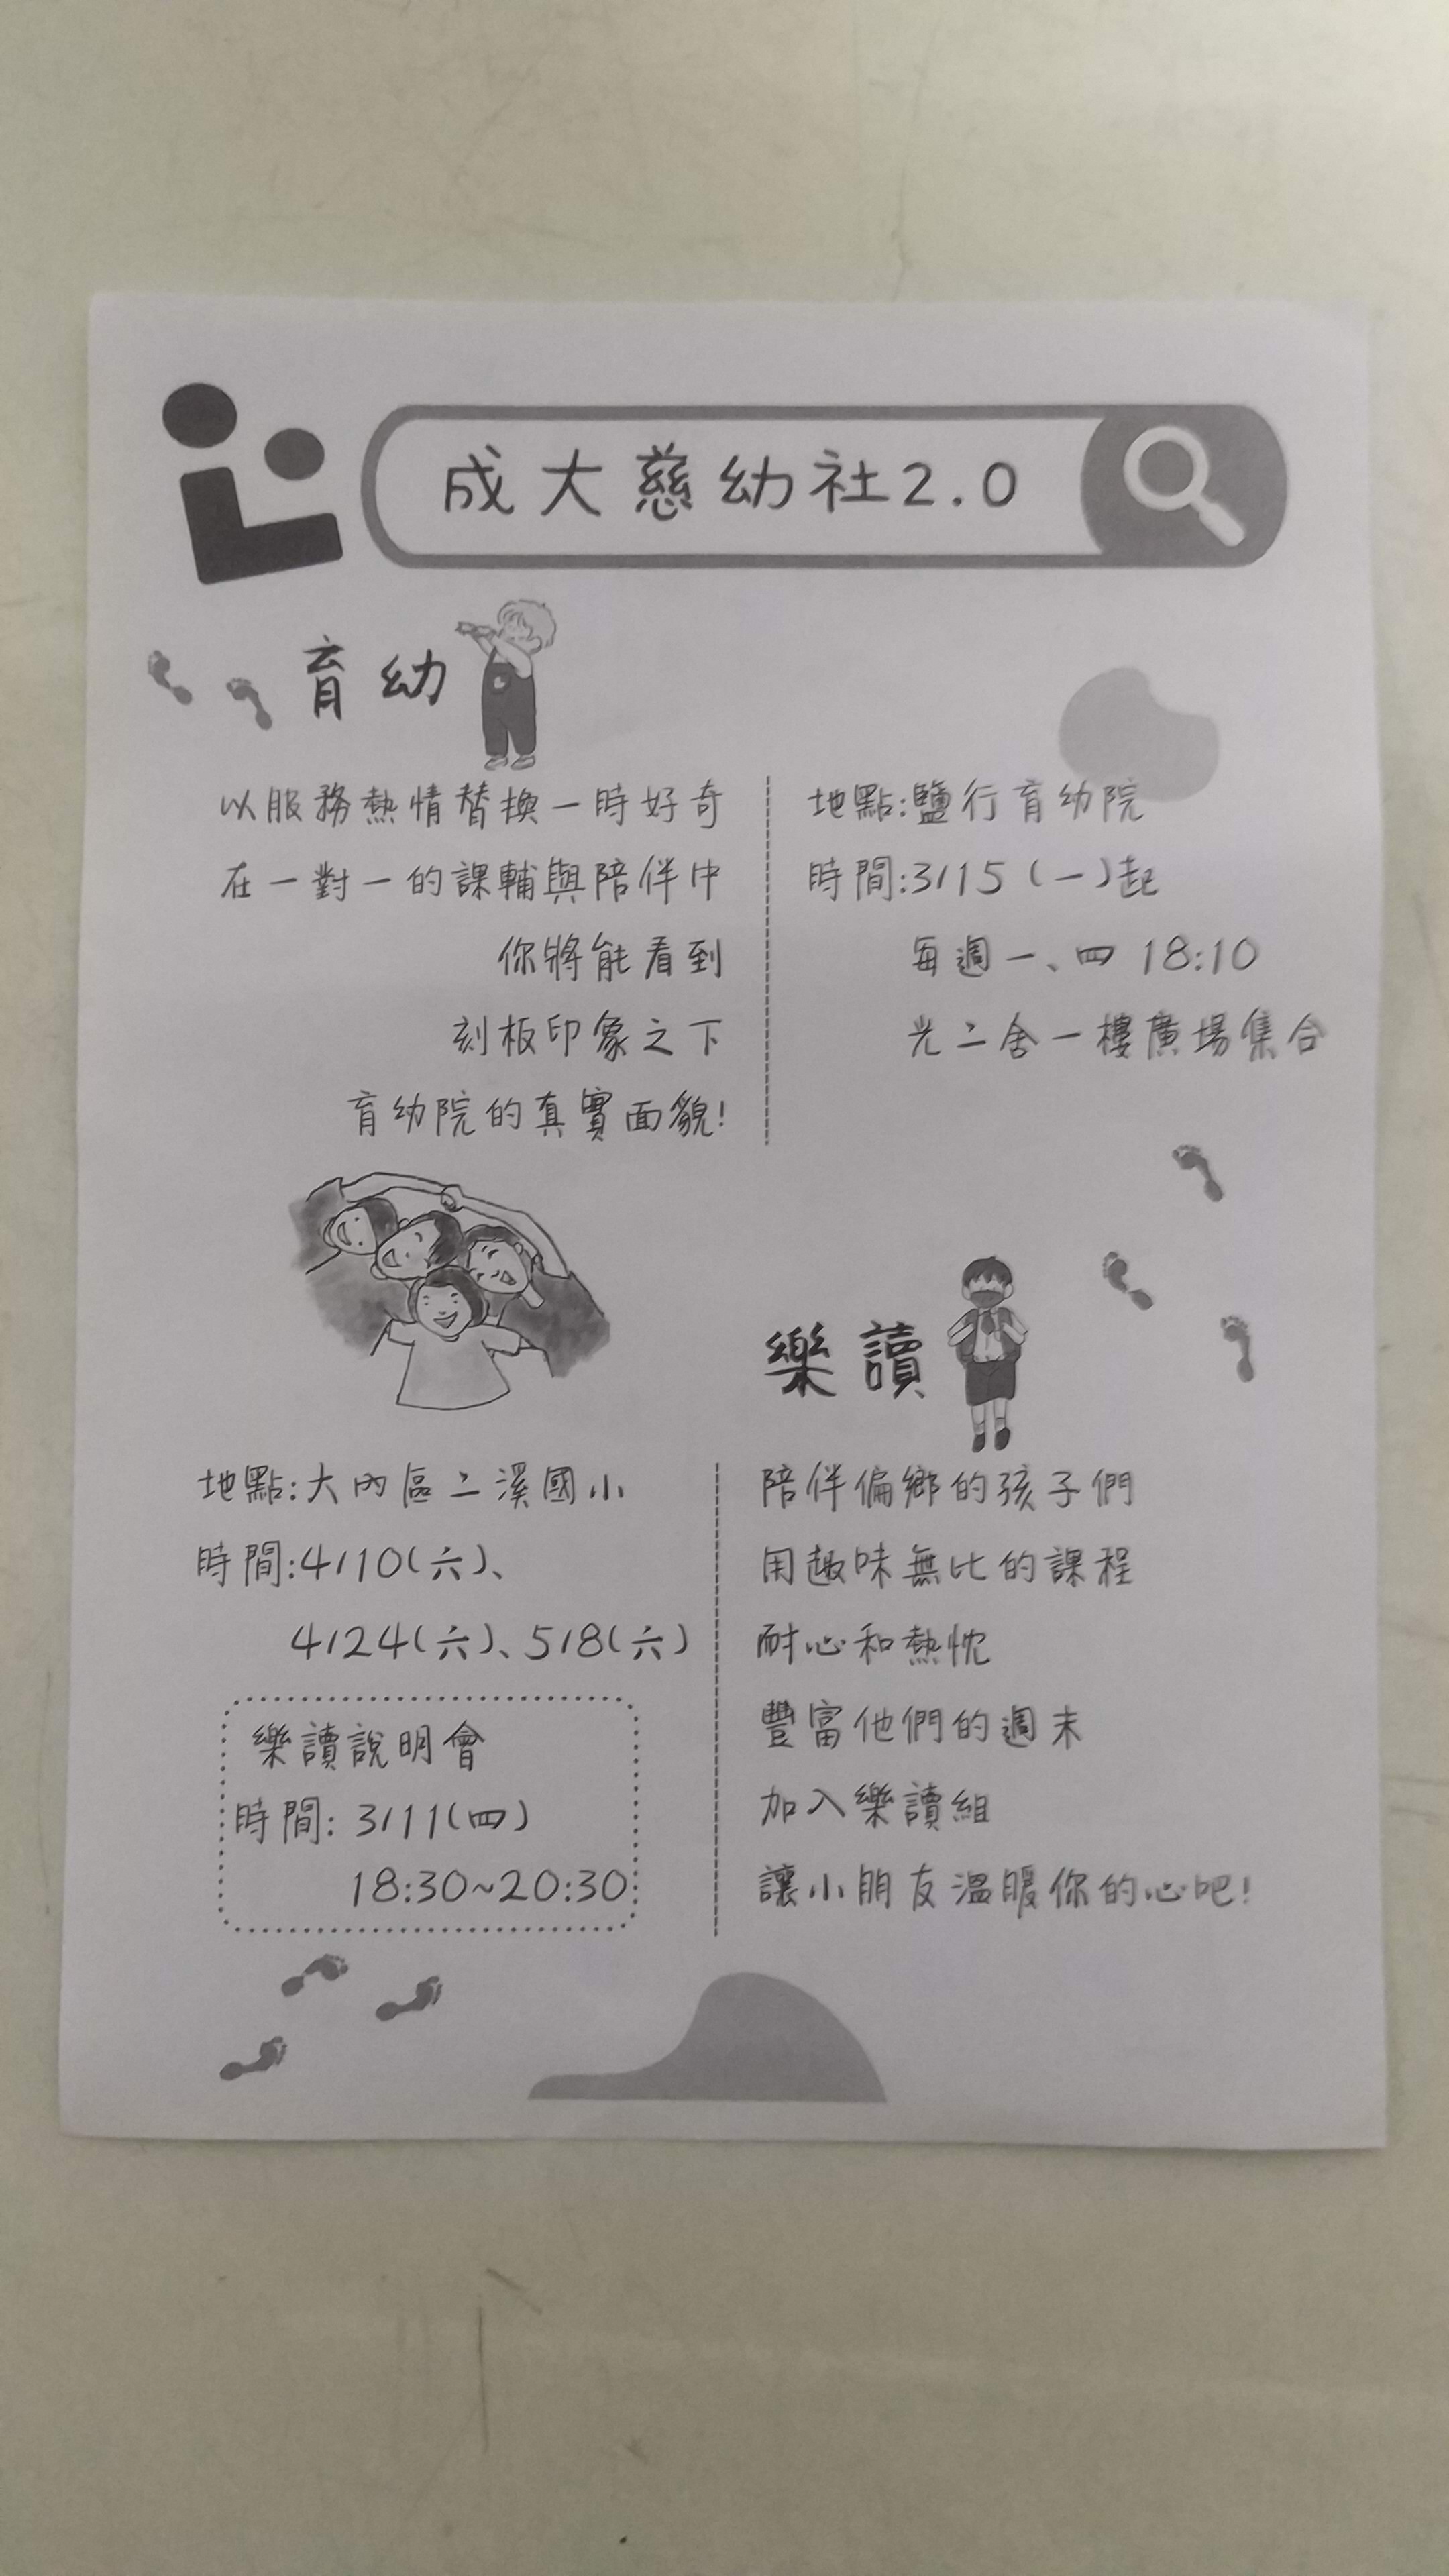 成大慈幼社2.0
育幼
以服務熱情替換一時好奇
在一對一的課輔與陪伴中
你將能看到
刻板印象之下
育幼院的真實面貌!
地點:鹽行育幼院
時間:3/15(一)起
每週一、四 18:10
光二舍一樓廣場集合
樂讀
地點:大內區二溪國小
時間:4/10(六)、
4/24(六)、5/8(六)
樂讀說明會
時間: 3/11(四)
18:30~20:30
陪伴偏鄉的孩子們
用趣味無比的課程
耐心和熱忱
豐富他們的週末
加入樂讀組
讓小朋友溫暖你的心吧!